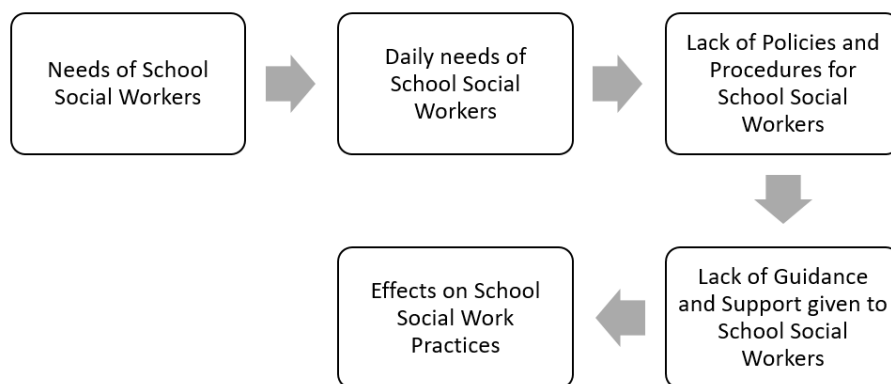 Needs of School
Social Workers
Daily needs of
School Social
Workers
Lack of Policies and
Procedures for
School Social
Workers
Lack of Guidance
and Support given to
School Social
Workers
Effects on School
Social Work
Practices